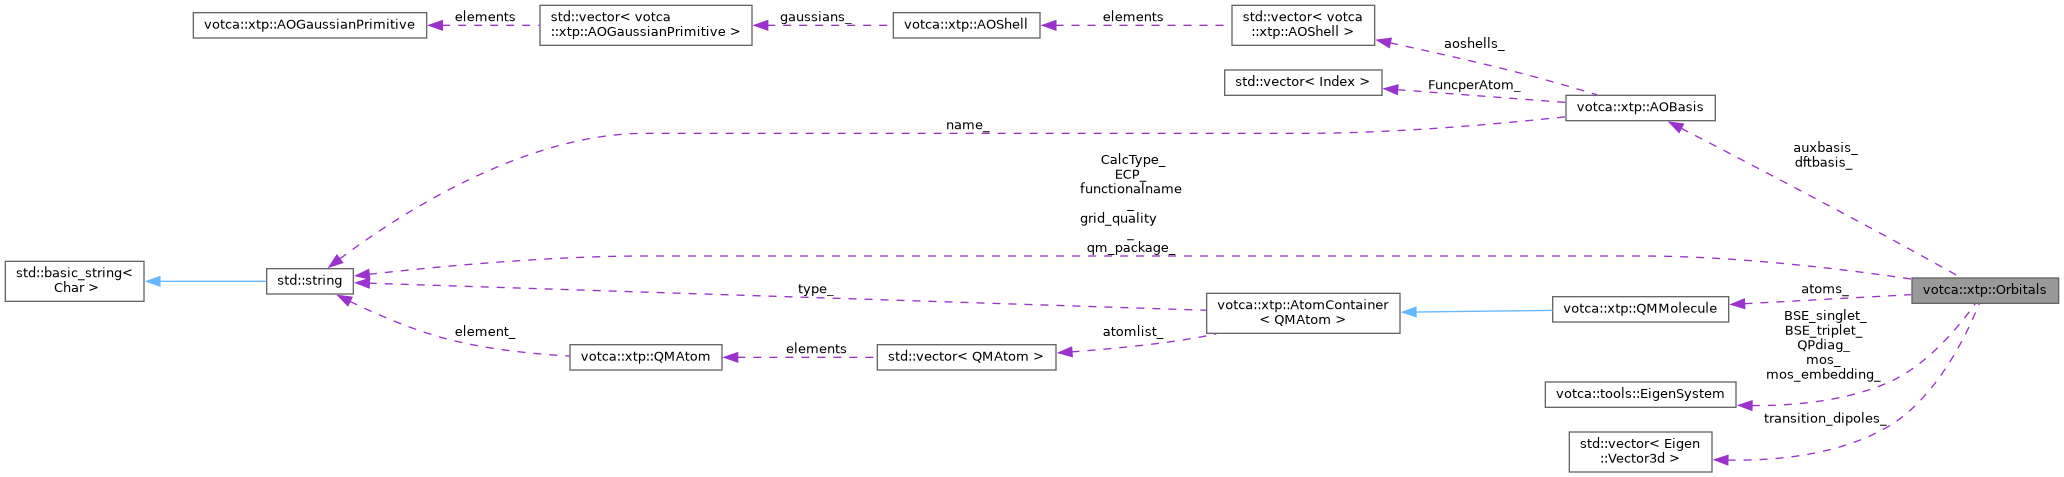 votca::xtp::AOGaussianPrimitive
elements
std::vector< votca
::xtp::AOGaussianPrimitive >
gaussians_
votca::xtp::AOShell
elements
std::vector< votca
::xtp::AOShell >
aoshells_
std::vector< Index >
FuncperAtom_
votca::xtp::AOBasis
name_
auxbasis_
dftbasis_
CalcType_
ECP_
functionalname
_
grid_quality
_
qm_package_
std::basic_string<
Char >
std::string
votca::xtp::Orbitals
type_
votca::xtp::AtomContainer
< QMAtom >
votca::xtp::QMMolecule
atoms_
element_
votca::xtp::QMAtom
elements
std::vector< QMAtom >
atomlist_
BSE_singlet_
BSE_triplet_
QPdiag_
mos_
mos_embedding_
votca::tools::EigenSystem
transition_dipoles_
std::vector< Eigen
::Vector3d >